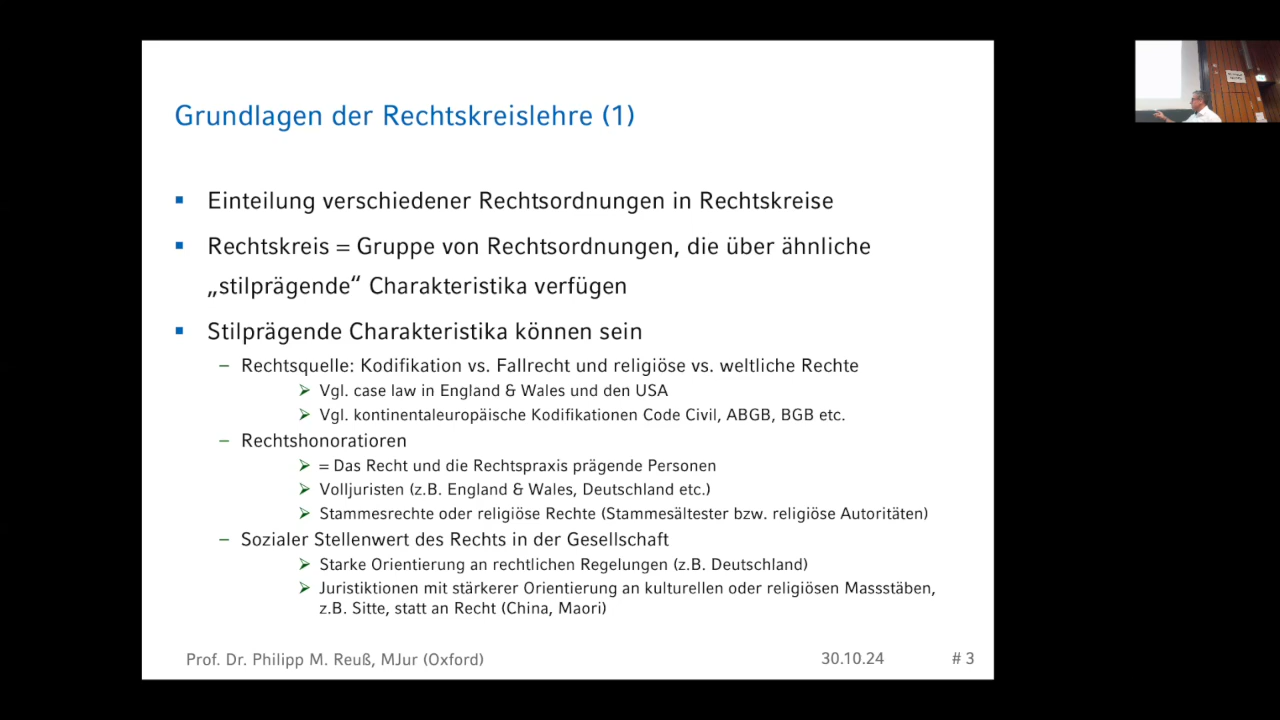 Grundlagen der Rechtskreislehre (1)
▪ Einteilung verschiedener Rechtsordnungen in Rechtskreise
▪ Rechtskreis = Gruppe von Rechtsordnungen, die über ähnliche
„stilprägende“ Charakteristika verfügen
▪ Stilprägende Charakteristika können sein
– Rechtsquelle: Kodifikation vs. Fallrecht und religiöse vs. weltliche Rechte
➢ Vgl. case law in England & Wales und den USA
➢ Vgl. kontinentaleuropäische Kodifikationen Code Civil, ABGB, BGB etc.
– Rechtshonoratioren
➢ = Das Recht und die Rechtspraxis prägende Personen
➢ Volljuristen (z.B. England & Wales, Deutschland etc.)
➢ Stammesrechte oder religiöse Rechte (Stammesältester bzw. religiöse Autoritäten)
– Sozialer Stellenwert des Rechts in der Gesellschaft
➢ Starke Orientierung an rechtlichen Regelungen (z.B. Deutschland)
➢ Juristiktionen mit stärkerer Orientierung an kulturellen oder religiösen Massstäben,
z.B. Sitte, statt an Recht (China, Maori)
Prof. Dr. Philipp M. Reuß, MJur (Oxford) 30.10.24 # 3